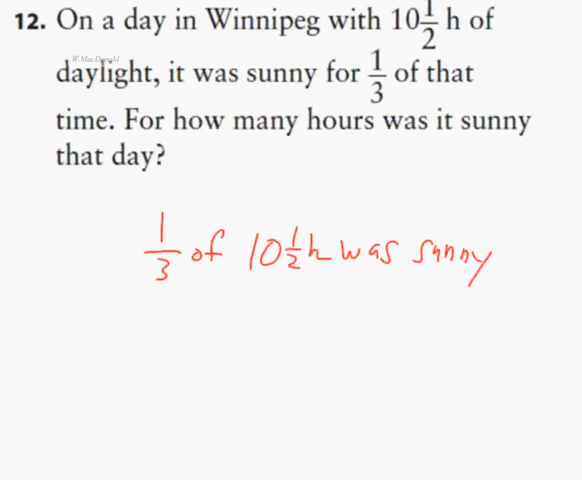 12. On a day in Winnipeg with 10 1/2 h of
W.MacDonald
daylight, it was sunny for 1/3 of that
time. For how many hours was it sunny
that day?
1/3 of 10 1/2 h was sunny